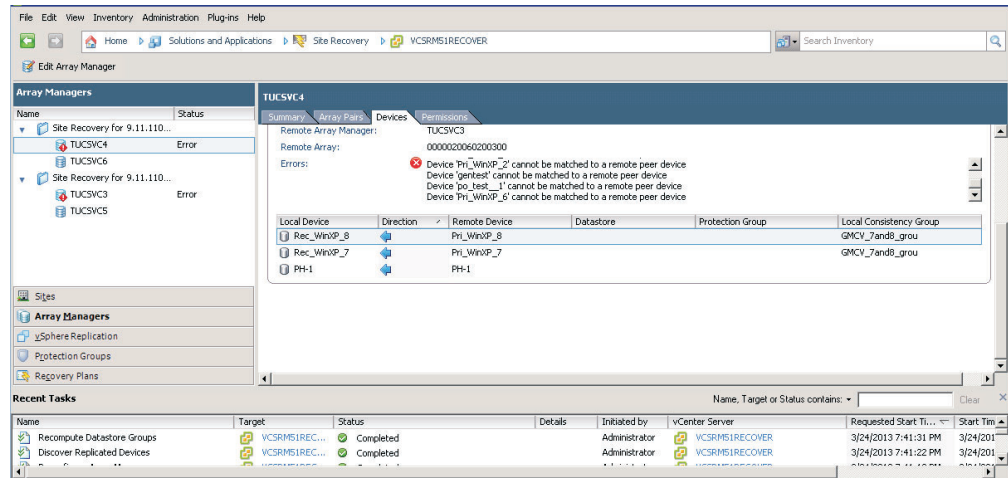 File Edit View Inventory Administration Plug-ins Help
Home Solutions and Applications Site Recovery VCSRM51RECOVER Search Inventory
Edit Array Manager
Array Managers
Name Status
Site Recovery for 9.11.110...
TUCSVC4 Error
TUCSVC6
Site Recovery for 9.11.110...
TUCSVC3 Error
TUCSVC5
Sites
Array Managers
vSphere Replication
Protection Groups
Recovery Plans
TUCSVC4
Summary Array Pairs Devices Permissions
Remote Array Manager: TUCSVC3
Remote Array: 0000020060200300
Errors: Device 'Pri_WinXP_2' cannot be matched to a remote peer device
Device 'gentest' cannot be matched to a remote peer device
Device 'po_test__1' cannot be matched to a remote peer device
Device 'Pri_WinXP_6' cannot be matched to a remote peer device
Local Device Direction Remote Device Datastore Protection Group Local Consistency Group
Rec_WinXP_8 Pri_WinXP_8 GMCV_7and8_grou
Rec_WinXP_7 Pri_WinXP_7 GMCV_7and8_grou
PH-1 PH-1
Recent Tasks Name, Target or Status contains: Clear
Name Target Status Details Initiated by vCenter Server Requested Start Ti... Start Tim
Recompute Datastore Groups VCSRM51REC... Completed Administrator VCSRM51RECOVER 3/24/2013 7:41:31 PM 3/24/201
Discover Replicated Devices VCSRM51REC... Completed Administrator VCSRM51RECOVER 3/24/2013 7:41:22 PM 3/24/201